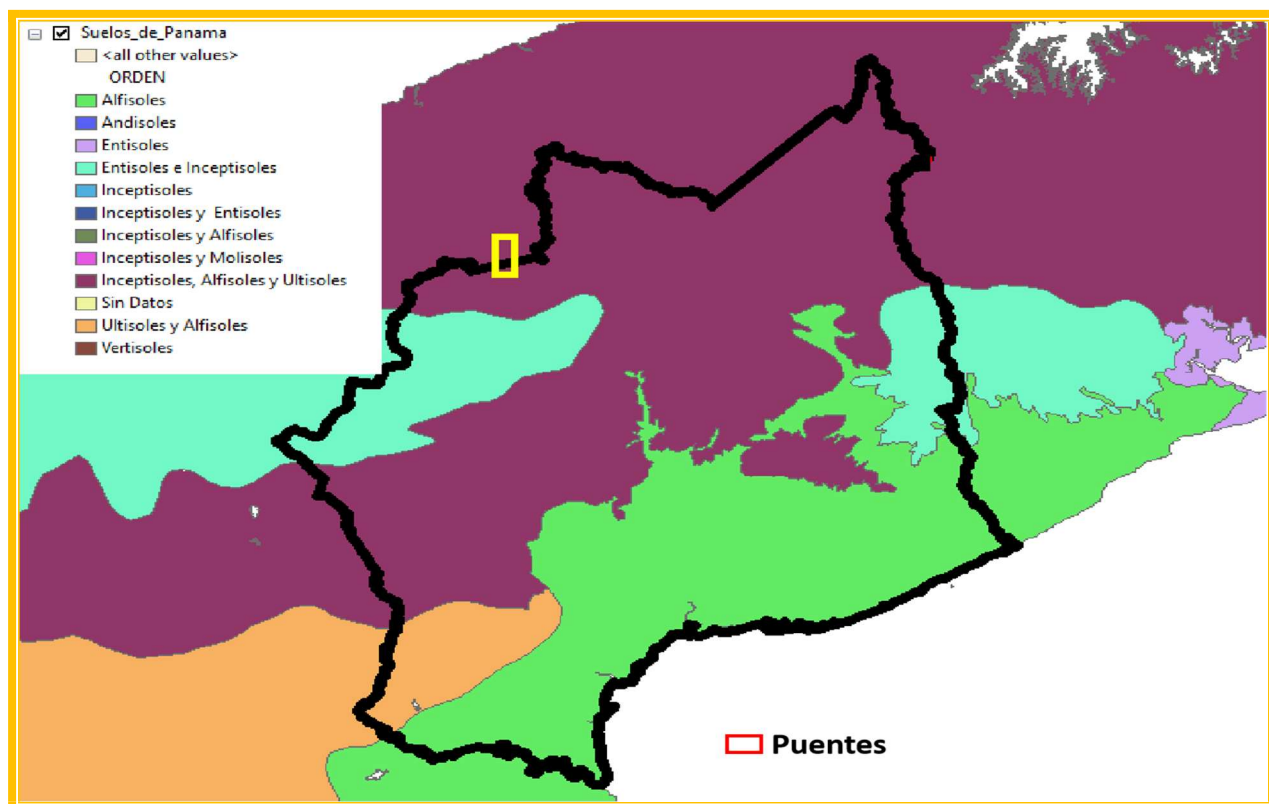 Suelos_de_Panama
<all other values>
ORDEN
Alfisoles
Andisoles
Entisoles
Entisoles e Inceptisoles
Inceptisoles
Inceptisoles y Entisoles
Inceptisoles y Alfisoles
Inceptisoles y Molisoles
Inceptisoles, Alfisoles y Ultisoles
Sin Datos
Ultisoles y Alfisoles
Vertisoles
Puentes